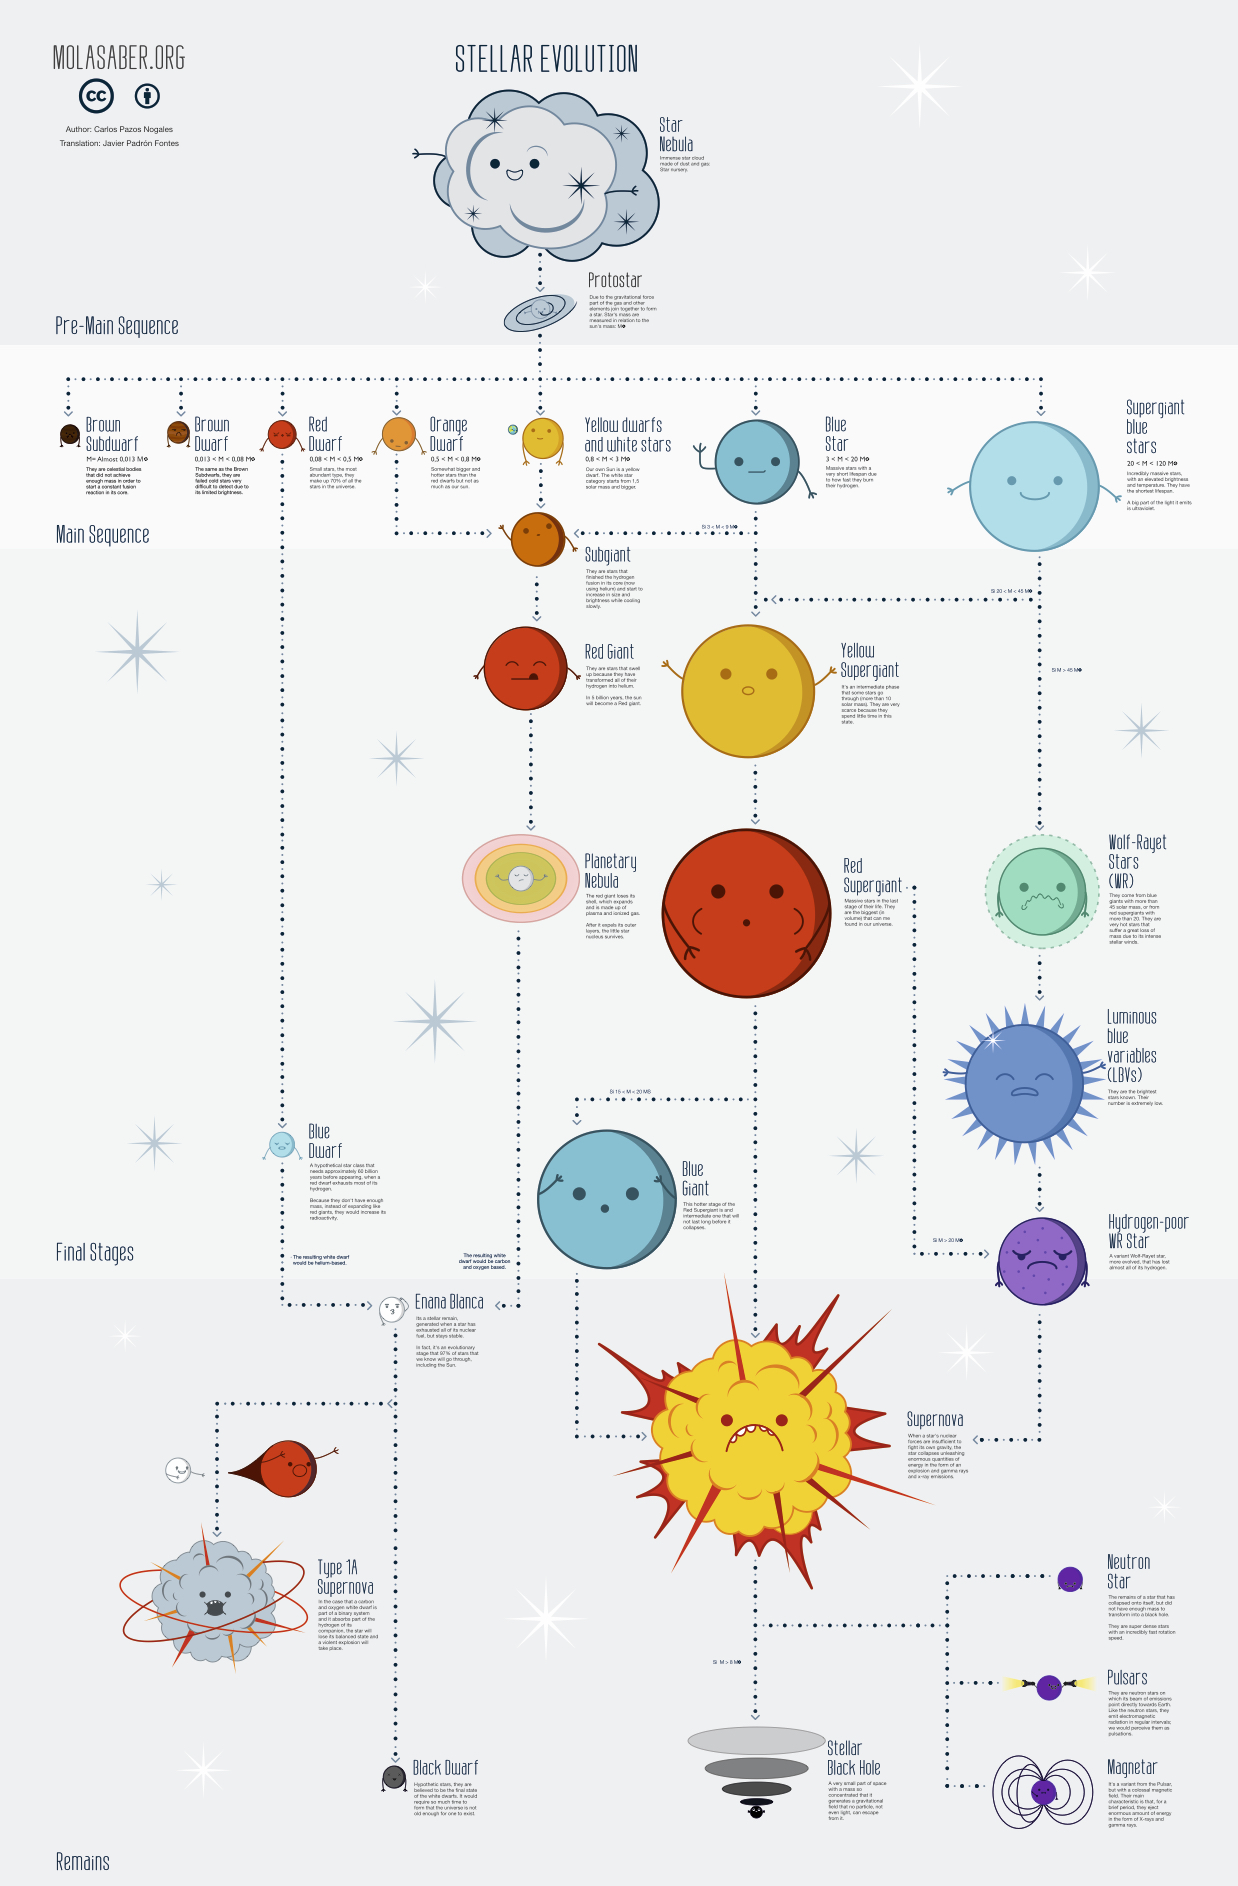 MOLASABER.ORG
Author: Carlos Pazos Nogales
Translation: Javier Padrón Fontes
STELLAR EVOLUTION
Star
Nebula
Immense star cloud
made of dust and gas.
Star nursery.
Protostar
Due to the gravitational force
part of the gas and other
elements join together to form
a star. Star's mass are
measured in relation to the
sun's mass: M
Pre-Main Sequence
Brown
Subdwarf
M= Almost 0,013 M
They are celestial bodies
that did not achieve
enough mass in order to
start a constant fusion
reaction in its core.
Brown
Dwarf
0,013 < M < 0,08 M
The same as the Brown
Subdwarfs, they are
failed cold stars very
difficult to detect due to
its limited brightness.
Red
Dwarf
0,08 < M < 0,5 M
Small stars, the most
abundant type, they
make up 70% of all the
stars in the universe.
Orange
Dwarf
0,5 < M < 0,8 M
Somewhat bigger and
hotter stars than the
red dwarfs but not as
much as our sun.
Yellow dwarfs
and white stars
0,8 < M < 3 M
Our own Sun is a yellow
dwarf. The white star
category starts from 1,5
solar mass and bigger.
Blue
Star
3 < M < 20 M
Massive stars with a
very short lifespan due
to how fast they burn
their hydrogen.
Supergiant
blue
stars
20 < M < 120 M
Incredibly massive stars,
with an elevated brightness
and temperature. They have
the shortest lifespan.
A big part of the light it emits
is ultraviolet.
Main Sequence
Si 3 < M < 9 M
Subgiant
They are stars that
finished the hydrogen
fusion in its core (now
using helium) and start to
increase in size and
brightness while cooling
slowly.
Si 20 < M < 45 M
Red Giant
They are stars that swell
up because they have
transformed all of their
hydrogen into helium.
In 5 billion years, the sun
will become a Red giant.
Yellow
Supergiant
It's an intermediate phase
that some stars go
through (more than 10
solar mass). They are very
scarce because they
spend little time in this
state.
Si M > 45 M
Planetary
Nebula
The red giant loses its
shell, which expands
and is made up of
plasma and ionized gas.
After it expels its outer
layers, the little star
nucleus survives.
Red
Supergiant
Massive stars in the last
stage of their life. They
are the biggest (in
volume) that can me
found in our universe.
Wolf-Rayet
Stars
(WR)
They come from blue
giants with more than
45 solar mass, or from
red supergiants with
more than 20. They are
very hot stars that
suffer a great loss of
mass due to its intense
stellar winds.
Luminous
blue
variables
(LBVs)
They are the brightest
stars known. Their
number is extremely low.
Si 15 < M < 20 MS
Blue
Dwarf
A hypothetical star class that
needs approximately 60 billion
years before appearing, when a
red dwarf exhausts most of its
hydrogen.
Because they don't have enough
mass, instead of expanding like
red giants, they would increase its
radioactivity.
Blue
Giant
This hotter stage of the
Red Supergiant is and
intermediate one that will
not last long before it
collapses.
Hydrogen-poor
WR Star
A variant Wolf-Rayet star,
more evolved, that has lost
almost all of its hydrogen.
Si M > 20 M
Final Stages
The resulting white dwarf
would be helium-based.
The resulting white
dwarf would be carbon
and oxygen based.
Enana Blanca
Its a stellar remain,
generated when a star has
exhausted all of its nuclear
fuel, but stays stable.
In fact, it's an evolutionary
stage that 97% of stars that
we know will go through,
including the Sun.
Supernova
When a star's nuclear
forces are insufficient to
fight its own gravity, the
star collapses unleashing
enormous quantities of
energy in the form of an
explosion and gamma rays
and x-ray emissions.
Type 1A
Supernova
In the case that a carbon
and oxygen white dwarf is
part of a binary system
and it absorbs part of the
hydrogen of its
companion, the star will
lose its balanced state and
a violent explosion will
take place.
Neutron
Star
The remains of a star that has
collapsed onto itself, but did
not have enough mass to
transform into a black hole.
They are super dense stars
with an incredibly fast rotation
speed.
Si M > 8 M
Pulsars
They are neutron stars on
which its beam of emissions
point directly towards Earth.
Like the neutron stars, they
emit electromagnetic
radiation in regular intervals;
we would perceive them as
pulsations.
Black Dwarf
Hypothetic stars, they are
believed to be the final state
of the white dwarfs. It would
require so much time to
form that the universe is not
old enough for one to exist.
Stellar
Black Hole
A very small part of space
with a mass so
concentrated that it
generates a gravitational
field that no particle, not
even light, can escape
from it.
Magnetar
It's a variant from the Pulsar,
but with a colossal magnetic
field. Their main
characteristic is that, for a
brief period, they eject
enormous amount of energy
in the form of X-rays and
gamma rays.
Remains